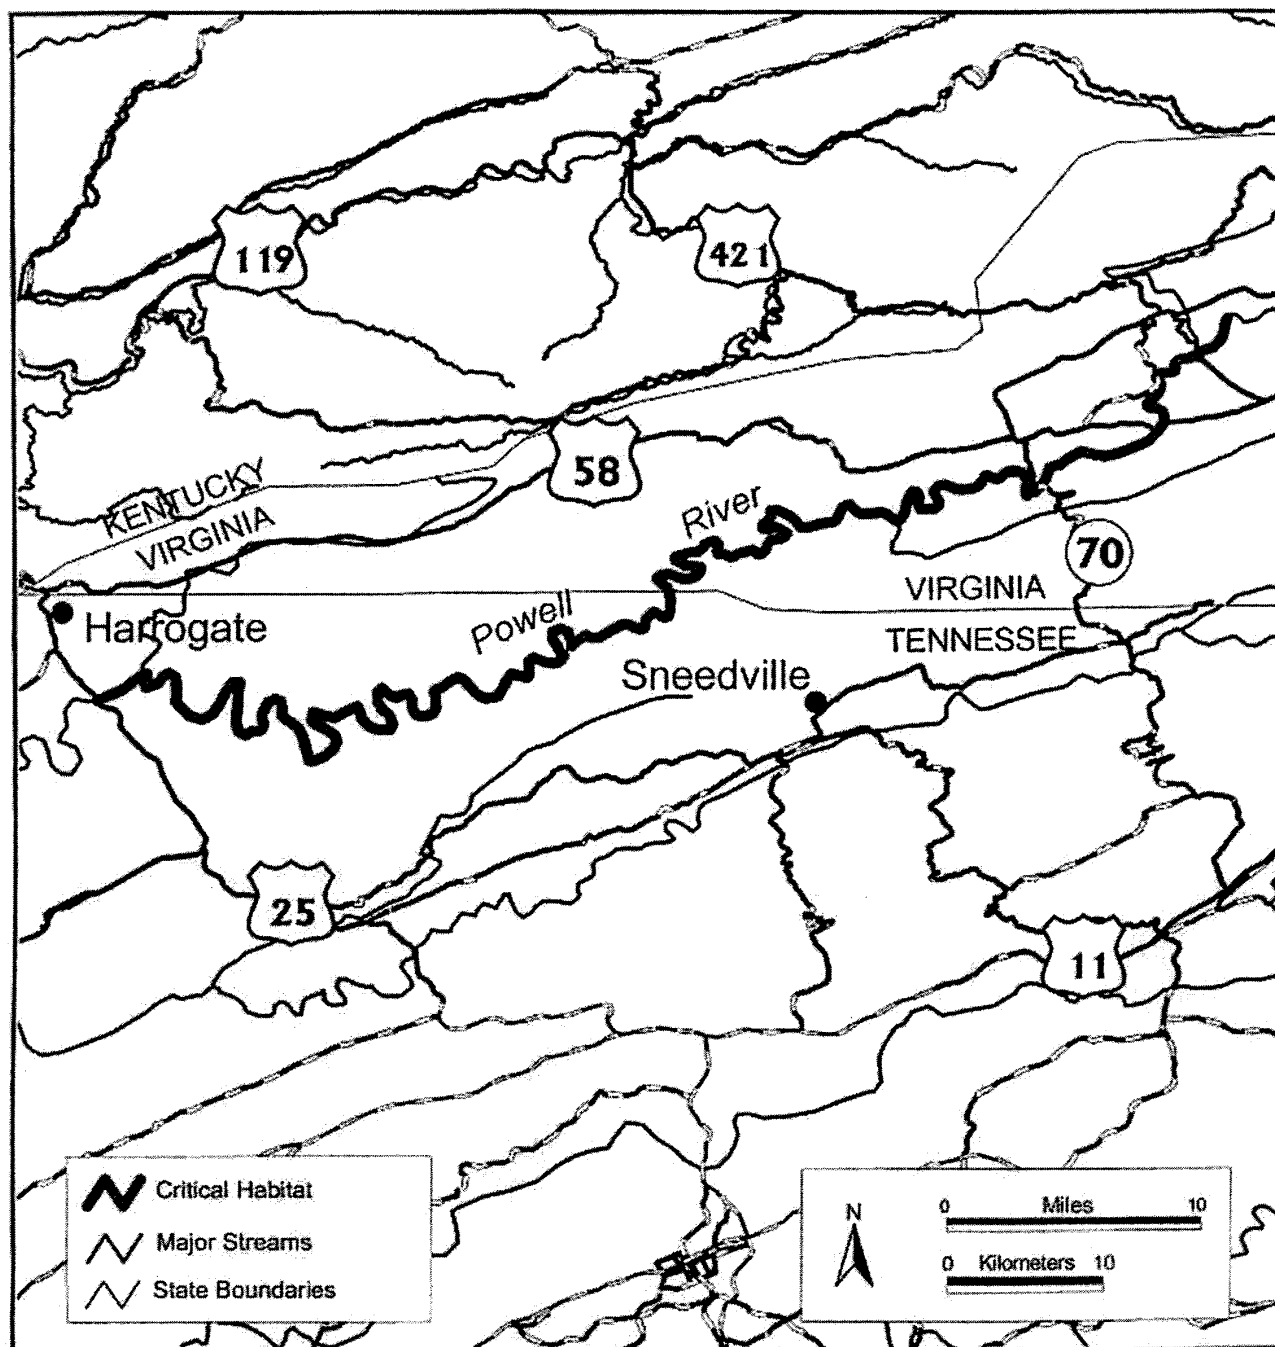 119
421
58
KENTUCKY
VIRGINIA
River
70
VIRGINIA
Powell
Harrogate
TENNESSEE
Sneedville
25
11
Critical Habitat
Major Streams
State Boundaries
N
0 Miles 10
0 Kilometers 10